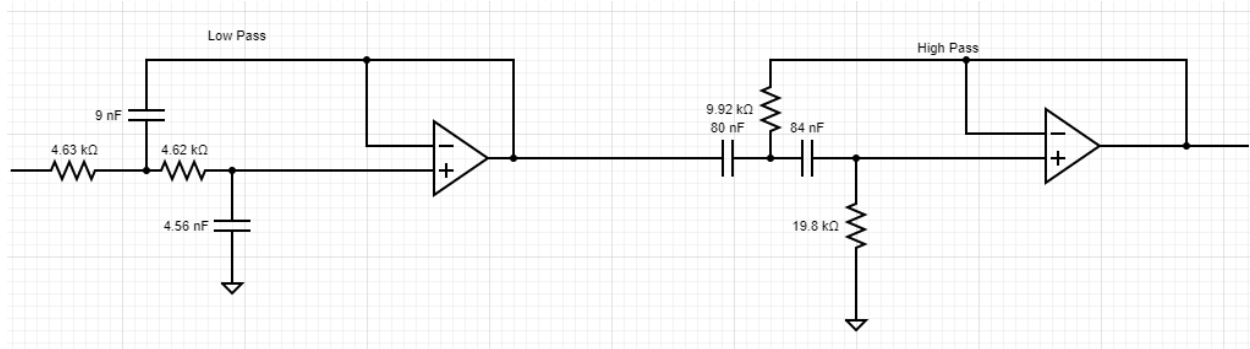 Low Pass
High Pass
9 nF
9.92 kΩ
80 nF
84 nF
4.63 kΩ
4.62 kΩ
4.56 nF
19.8 kΩ